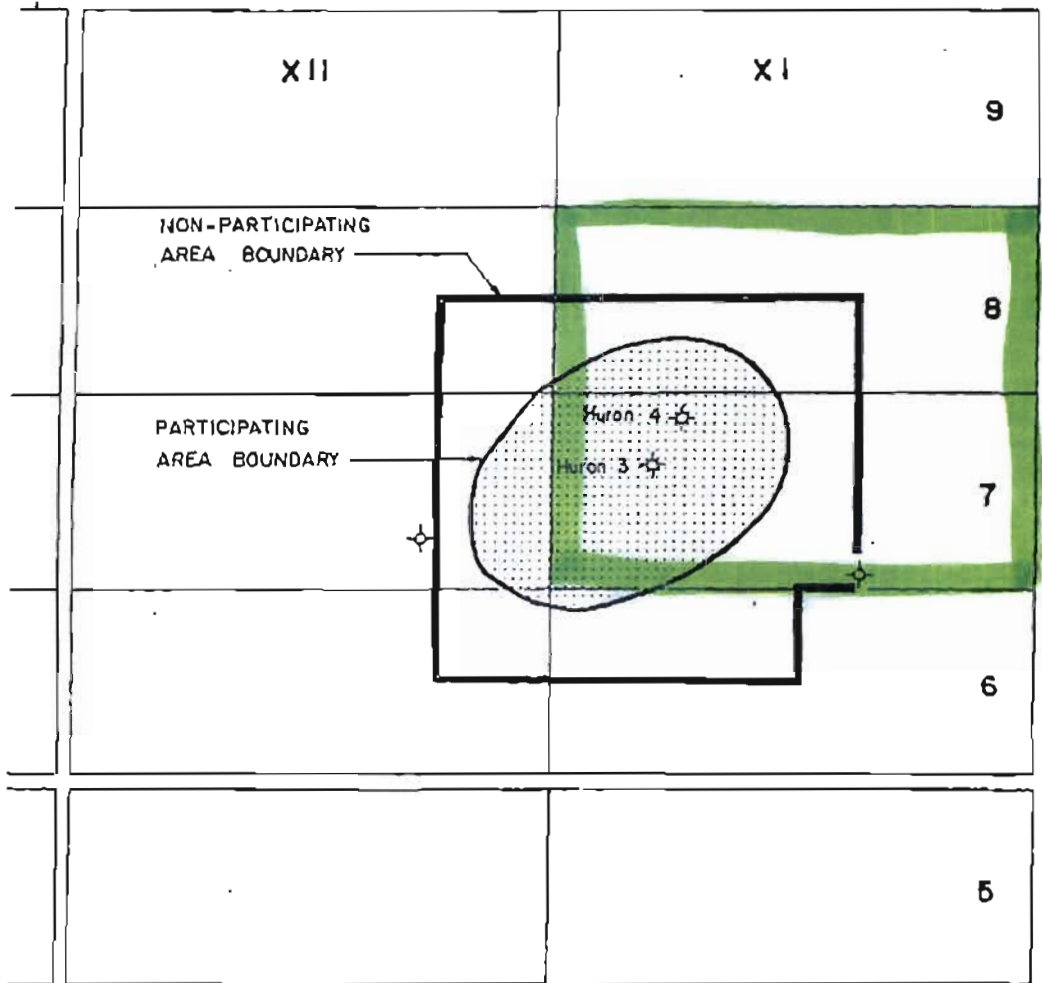 XII
XI
9
NON-PARTICIPATING
AREA BOUNDARY
8
PARTICIPATING
AREA BOUNDARY
Huron 4
Huron 3
7
6
5